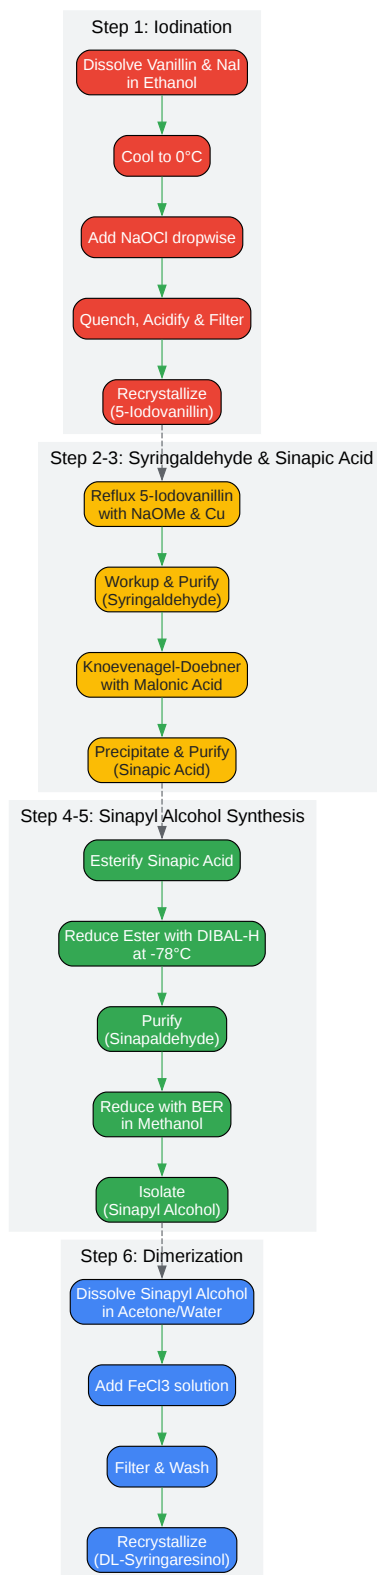 Step 1: Iodination
Dissolve Vanillin & NaI
in Ethanol
Cool to 0°C
Add NaOCl dropwise
Quench, Acidify & Filter
Recrystallize
(5-Iodovanillin)
Step 2-3: Syringaldehyde & Sinapic Acid
Reflux 5-Iodovanillin
with NaOMe & Cu
Workup & Purify
(Syringaldehyde)
Knoevenagel-Doebner
with Malonic Acid
Precipitate & Purify
(Sinapic Acid)
Step 4-5: Sinapyl Alcohol Synthesis
Esterify Sinapic Acid
Reduce Ester with DIBAL-H
at -78°C
Purify
(Sinapaldehyde)
Reduce with BER
in Methanol
Isolate
(Sinapyl Alcohol)
Step 6: Dimerization
Dissolve Sinapyl Alcohol
in Acetone/Water
Add FeCl3 solution
Filter & Wash
Recrystallize
(DL-Syringaresinol)